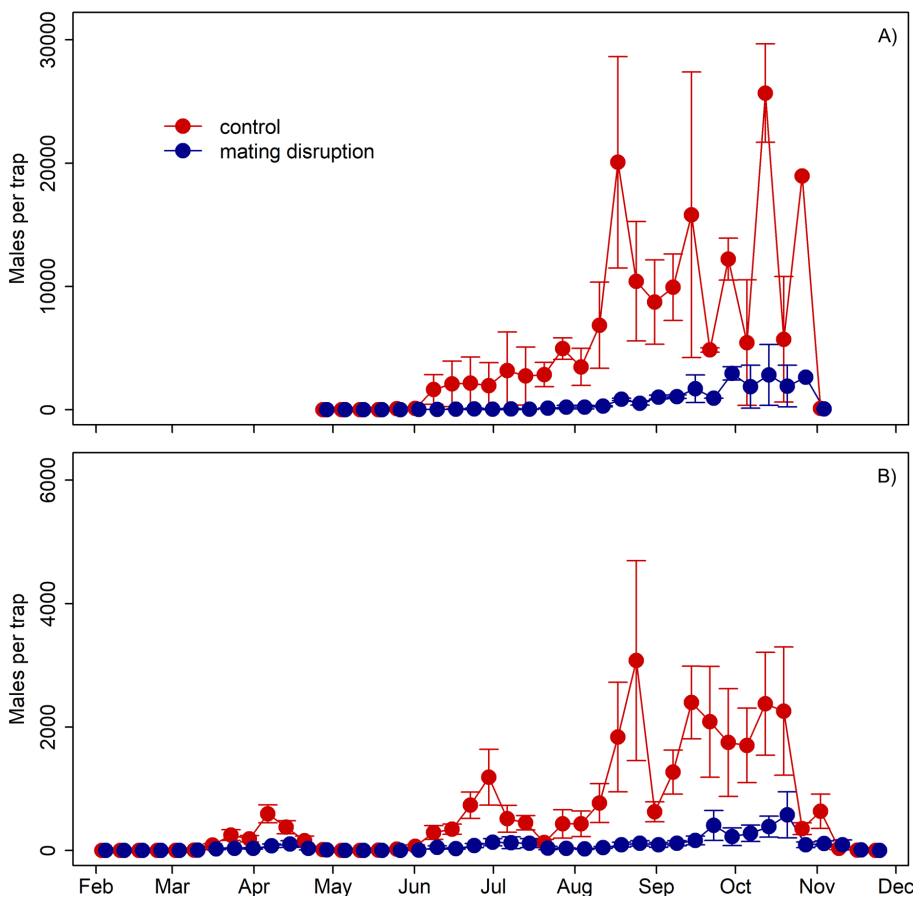 A)
30000
20000
10000
0
Males per trap
control
mating disruption
B)
6000
4000
2000
0
Males per trap
Feb Mar Apr May Jun Jul Aug Sep Oct Nov Dec